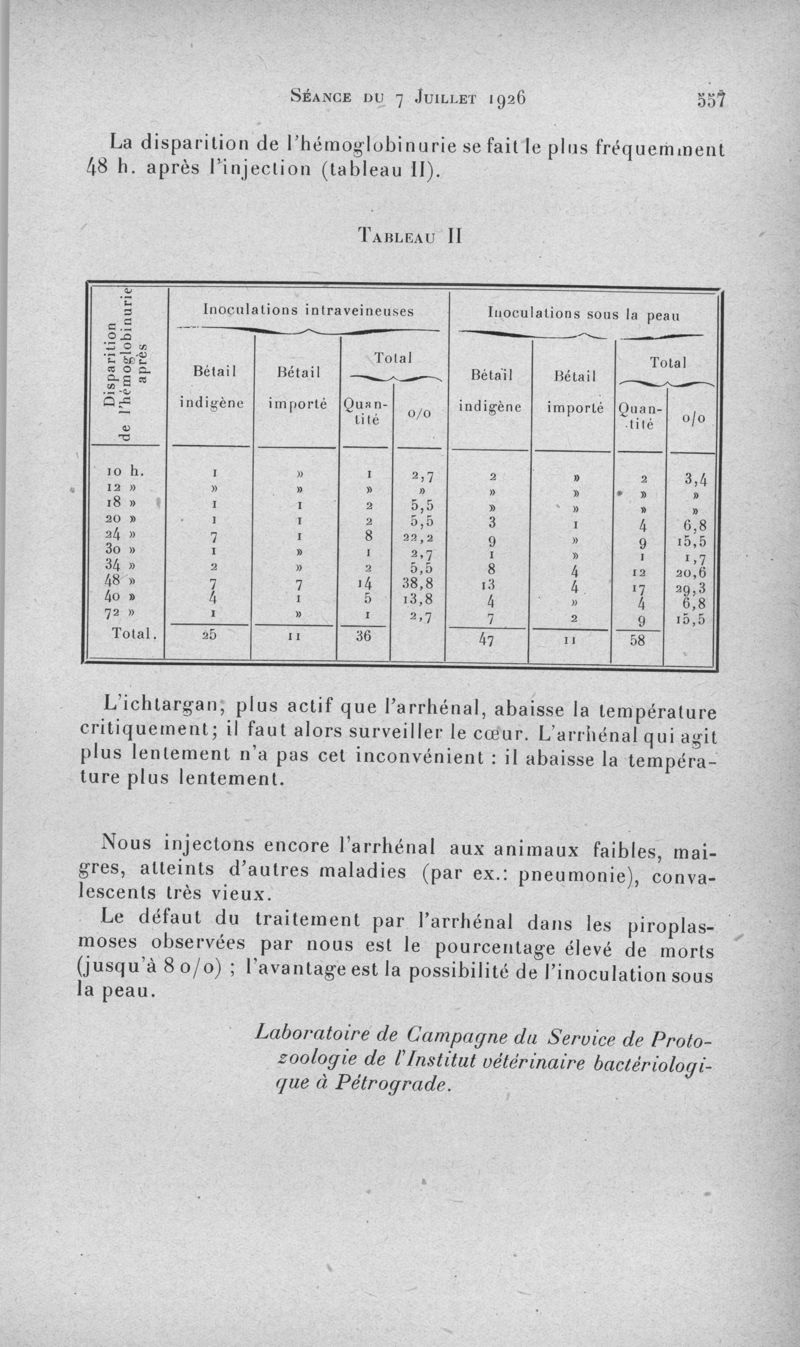 SÉANCE DU 7 JUILLET 1926 557
La disparition de l'hémoglobinurie se fait le plus fréquemment
48 h. après l'injection (tableau II).
TABLEAU II
Disparition de l'hémoglobinurie après
Inoculations intraveineuses Inoculations sous la peau
Bétail indigène Bétail importé Total Quantité o/o Bétail indigène Bétail importé Total Quantité o/o
10 h. 1 » 1 2,7 2 » 2 3,4
12 » » » » » » » » »
18 » 1 1 2 5,5 » » » »
20 » 1 1 2 5,5 3 1 4 6,8
24 » 7 1 8 22,2 9 » 9 15,5
30 » 1 » 1 2,7 1 » 1 1,7
34 » 2 » 2 5,5 8 4 12 20,6
48 » 7 7 14 38,8 13 4 17 29,3
40 » 4 1 5 13,8 4 » 4 6,8
72 » 1 » 1 2,7 7 2 9 15,5
Total. 25 11 36 47 11 58
L'ichtargan, plus actif que l'arrhénal, abaisse la température
critiquement; il faut alors surveiller le cœur. L'arrhénal qui agit
plus lentement n'a pas cet inconvénient : il abaisse la tempéra-
ture plus lentement.
Nous injectons encore l'arrhénal aux animaux faibles, mai-
gres, atteints d'autres maladies (par ex.: pneumonie), conva-
lescents très vieux.
Le défaut du traitement par l'arrhénal dans les piroplas-
moses observées par nous est le pourcentage élevé de morts
(jusqu'à 8 o/o) ; l'avantage est la possibilité de l'inoculation sous
la peau.
Laboratoire de Campagne du Service de Proto-
zoologie de l'Institut vétérinaire bactériologi-
que à Pétrograde.